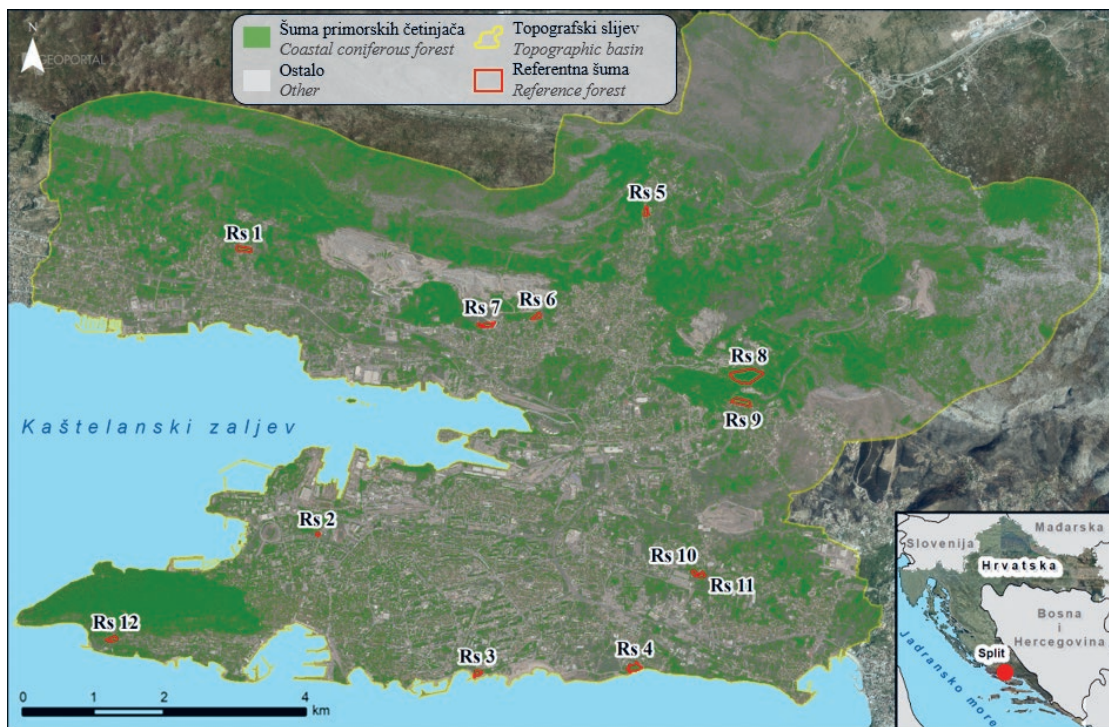 N
GEOPORTAL
Šuma primorskih četinjača
Coastal coniferous forest
Ostalo
Other
Topografski slijev
Topographic basin
Referentna šuma
Reference forest
Rs 5
Rs 1
Rs 6
Rs 7
Rs 8
Rs 9
Kaštelanski zaljev
Rs 2
Rs 10
Rs 11
Rs 12
Rs 3
Rs 4
0 1 2 4
km
Slovenija
Mađarska
Hrvatska
Bosna
i
Hercegovina
Split
Jadransko more